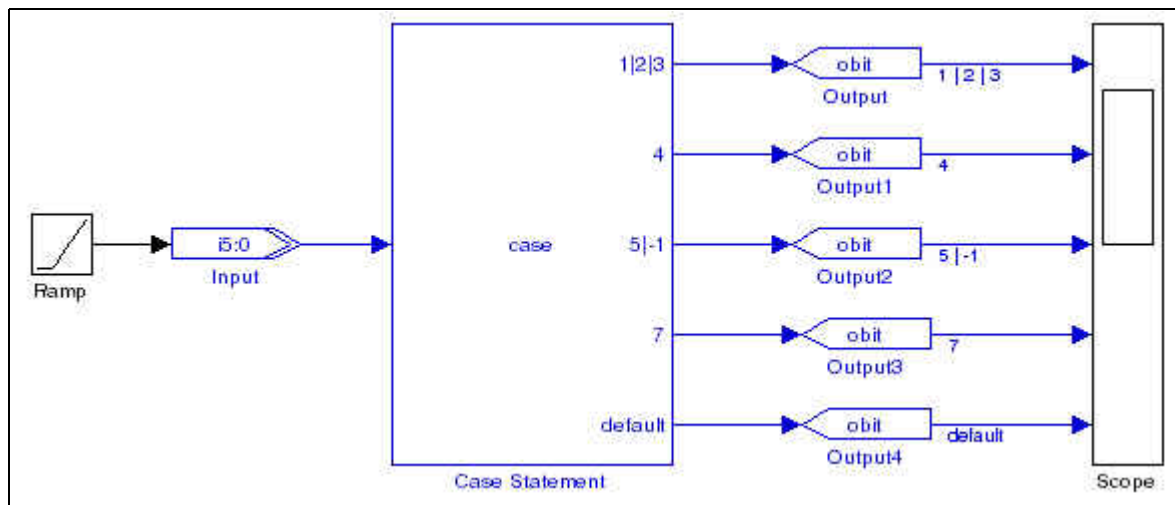 1|2|3
obit
1 | 2 | 3
Output
4
obit
4
Output1
i5:0
case
5|-1
obit
5 | -1
Ramp
Input
Output2
7
obit
7
Output3
default
obit
default
Case Statement
Output4
Scope